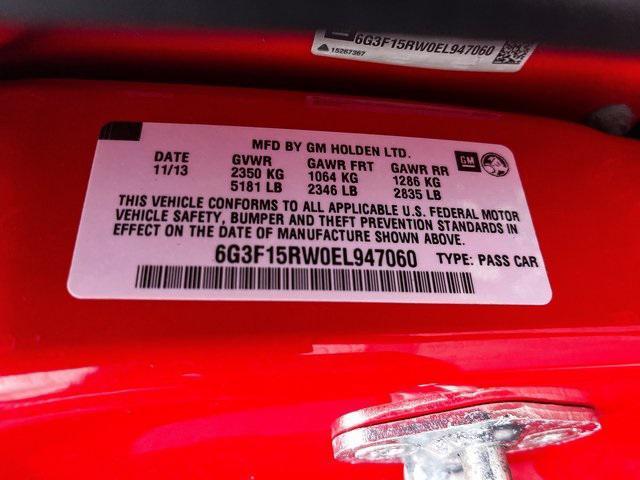 6G3F15RW0EL947060
15267367
MFD BY GM HOLDEN LTD.
DATE GVWR GAWR FRT GAWR RR GM
11/13 2350 KG 1064 KG 1286 KG
5181 LB 2346 LB 2835 LB
THIS VEHICLE CONFORMS TO ALL APPLICABLE U.S. FEDERAL MOTOR
VEHICLE SAFETY, BUMPER AND THEFT PREVENTION STANDARDS IN
EFFECT ON THE DATE OF MANUFACTURE SHOWN ABOVE.
6G3F15RW0EL947060 TYPE: PASS CAR